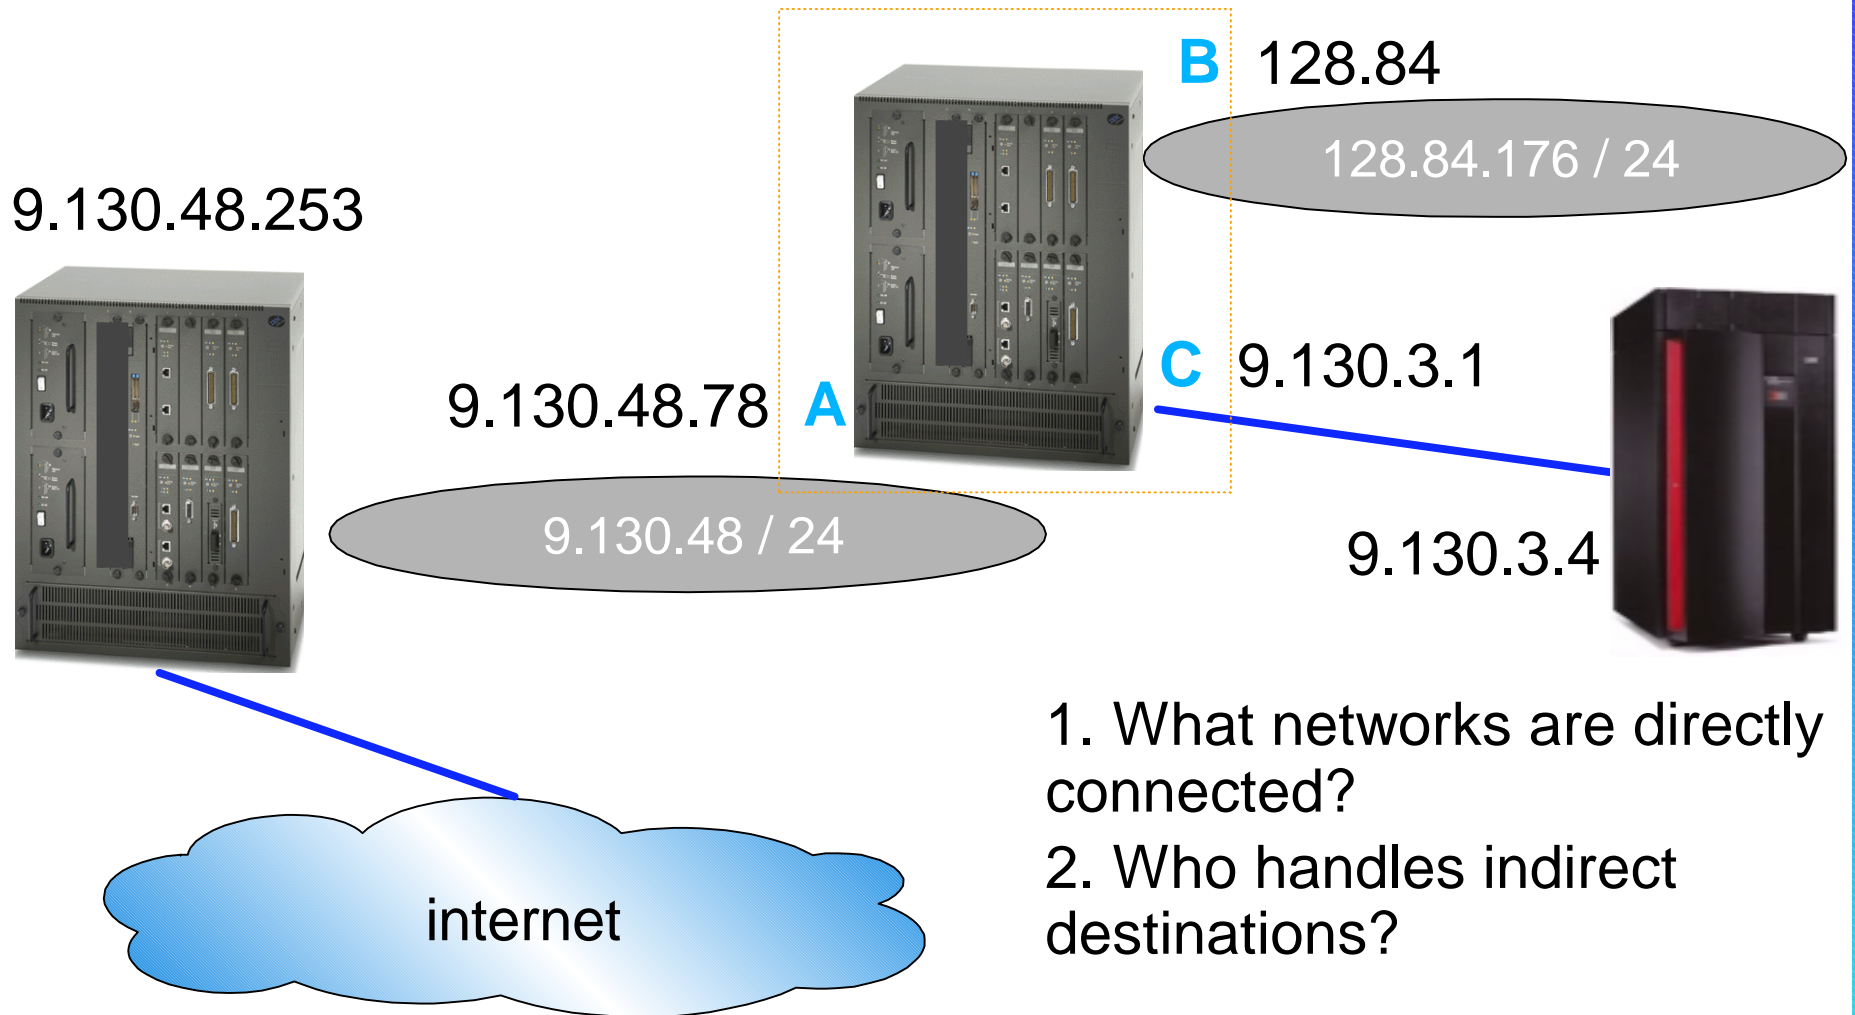 B 128.84
128.84.176 / 24
9.130.48.253
9.130.48.78 A
C 9.130.3.1
9.130.48 / 24
9.130.3.4
1. What networks are directly
connected?
2. Who handles indirect
destinations?
internet